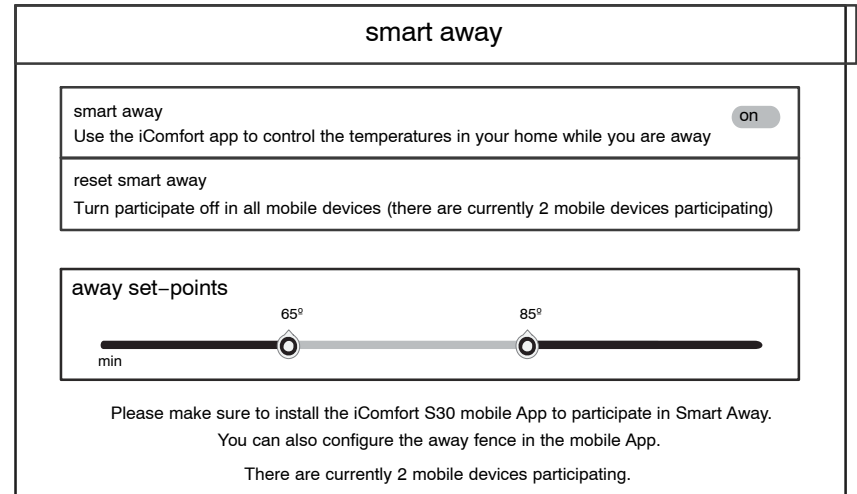 smart away
smart away
on
Use the iComfort app to control the temperatures in your home while you are away
reset smart away
Turn participate off in all mobile devices (there are currently 2 mobile devices participating)
away set–points
65º
85º
min
Please make sure to install the iComfort S30 mobile App to participate in Smart Away.
You can also configure the away fence in the mobile App.
There are currently 2 mobile devices participating.